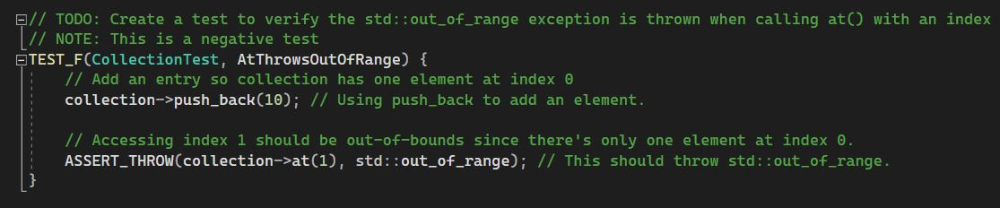 // TODO: Create a test to verify the std::out_of_range exception is thrown when calling at() with an index
// NOTE: This is a negative test
TEST_F(CollectionTest, AtThrowsOutOfRange) {
    // Add an entry so collection has one element at index 0
    collection->push_back(10); // Using push_back to add an element.

    // Accessing index 1 should be out-of-bounds since there's only one element at index 0.
    ASSERT_THROW(collection->at(1), std::out_of_range); // This should throw std::out_of_range.
}